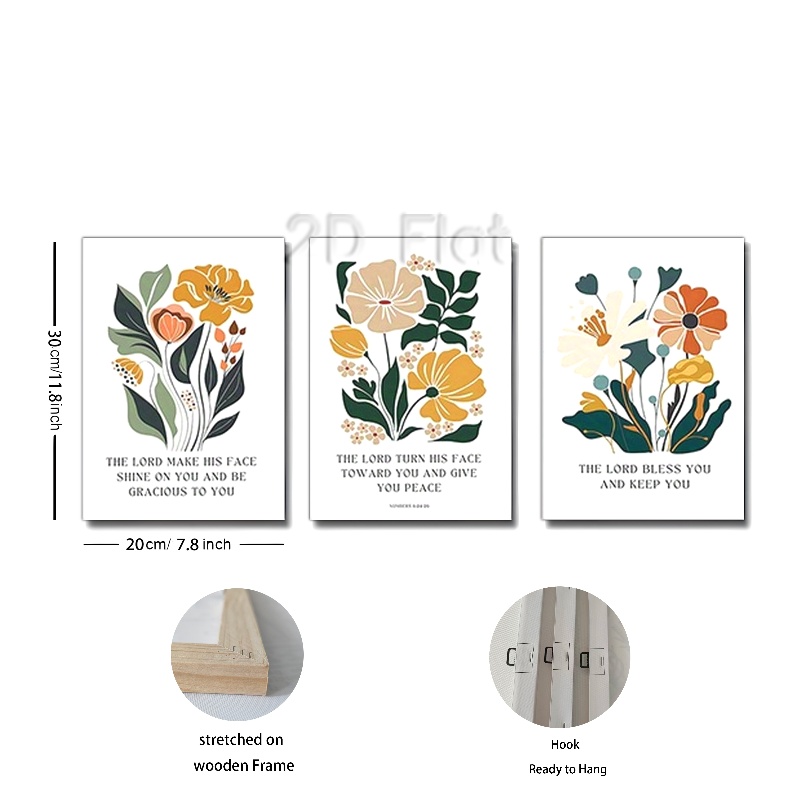 2D Flat
30cm/11.8inch
THE LORD MAKE HIS FACE
SHINE ON YOU AND BE
GRACIOUS TO YOU
THE LORD TURN HIS FACE
TOWARD YOU AND GIVE
YOU PEACE
THE LORD BLESS YOU
AND KEEP YOU
20cm/ 7.8 inch
stretched on
wooden Frame
Hook
Ready to Hang